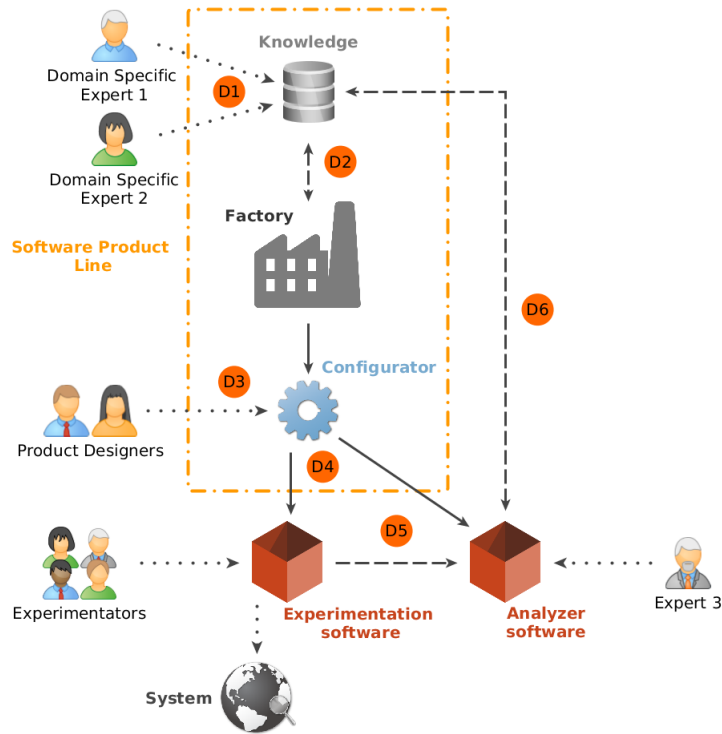 Knowledge
Domain Specific
Expert 1
D1
Domain Specific
Expert 2
D2
Factory
Software Product
Line
D6
Configurator
D3
Product Designers
D4
D5
Experimentators
Experimentation
software
Analyzer
software
Expert 3
System